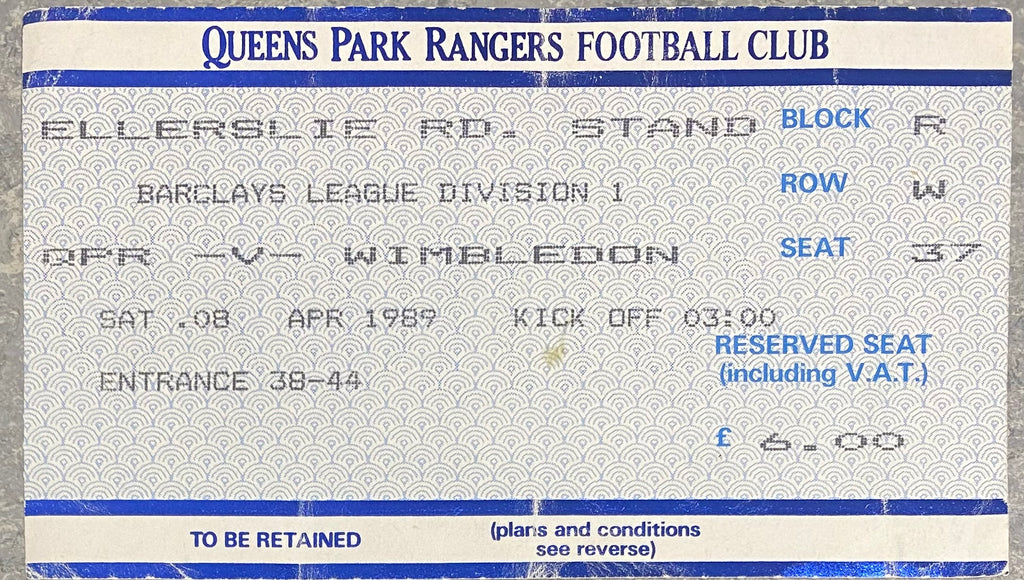 QUEENS PARK RANGERS FOOTBALL CLUB
ELLERSLIE RD. STAND BLOCK R
BARCLAYS LEAGUE DIVISION 1 ROW W
QPR -V- WIMBLEDON SEAT 37
SAT .08 APR 1989 KICK OFF 03:00
RESERVED SEAT
(including V.A.T.)
ENTRANCE 38-44
£ 6.00
TO BE RETAINED
(plans and conditions
see reverse)